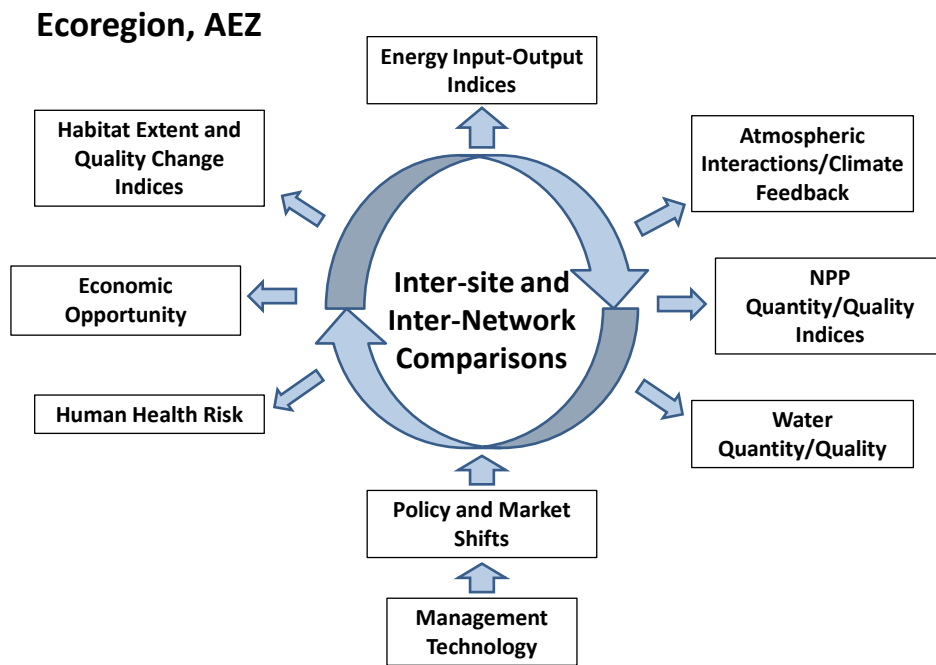 Ecoregion, AEZ
Energy Input-Output
Indices
Habitat Extent and
Quality Change
Indices
Atmospheric
Interactions/Climate
Feedback
Economic
Opportunity
Inter-site and
Inter-Network
Comparisons
NPP
Quantity/Quality
Indices
Human Health Risk
Water
Quantity/Quality
Policy and Market
Shifts
Management
Technology